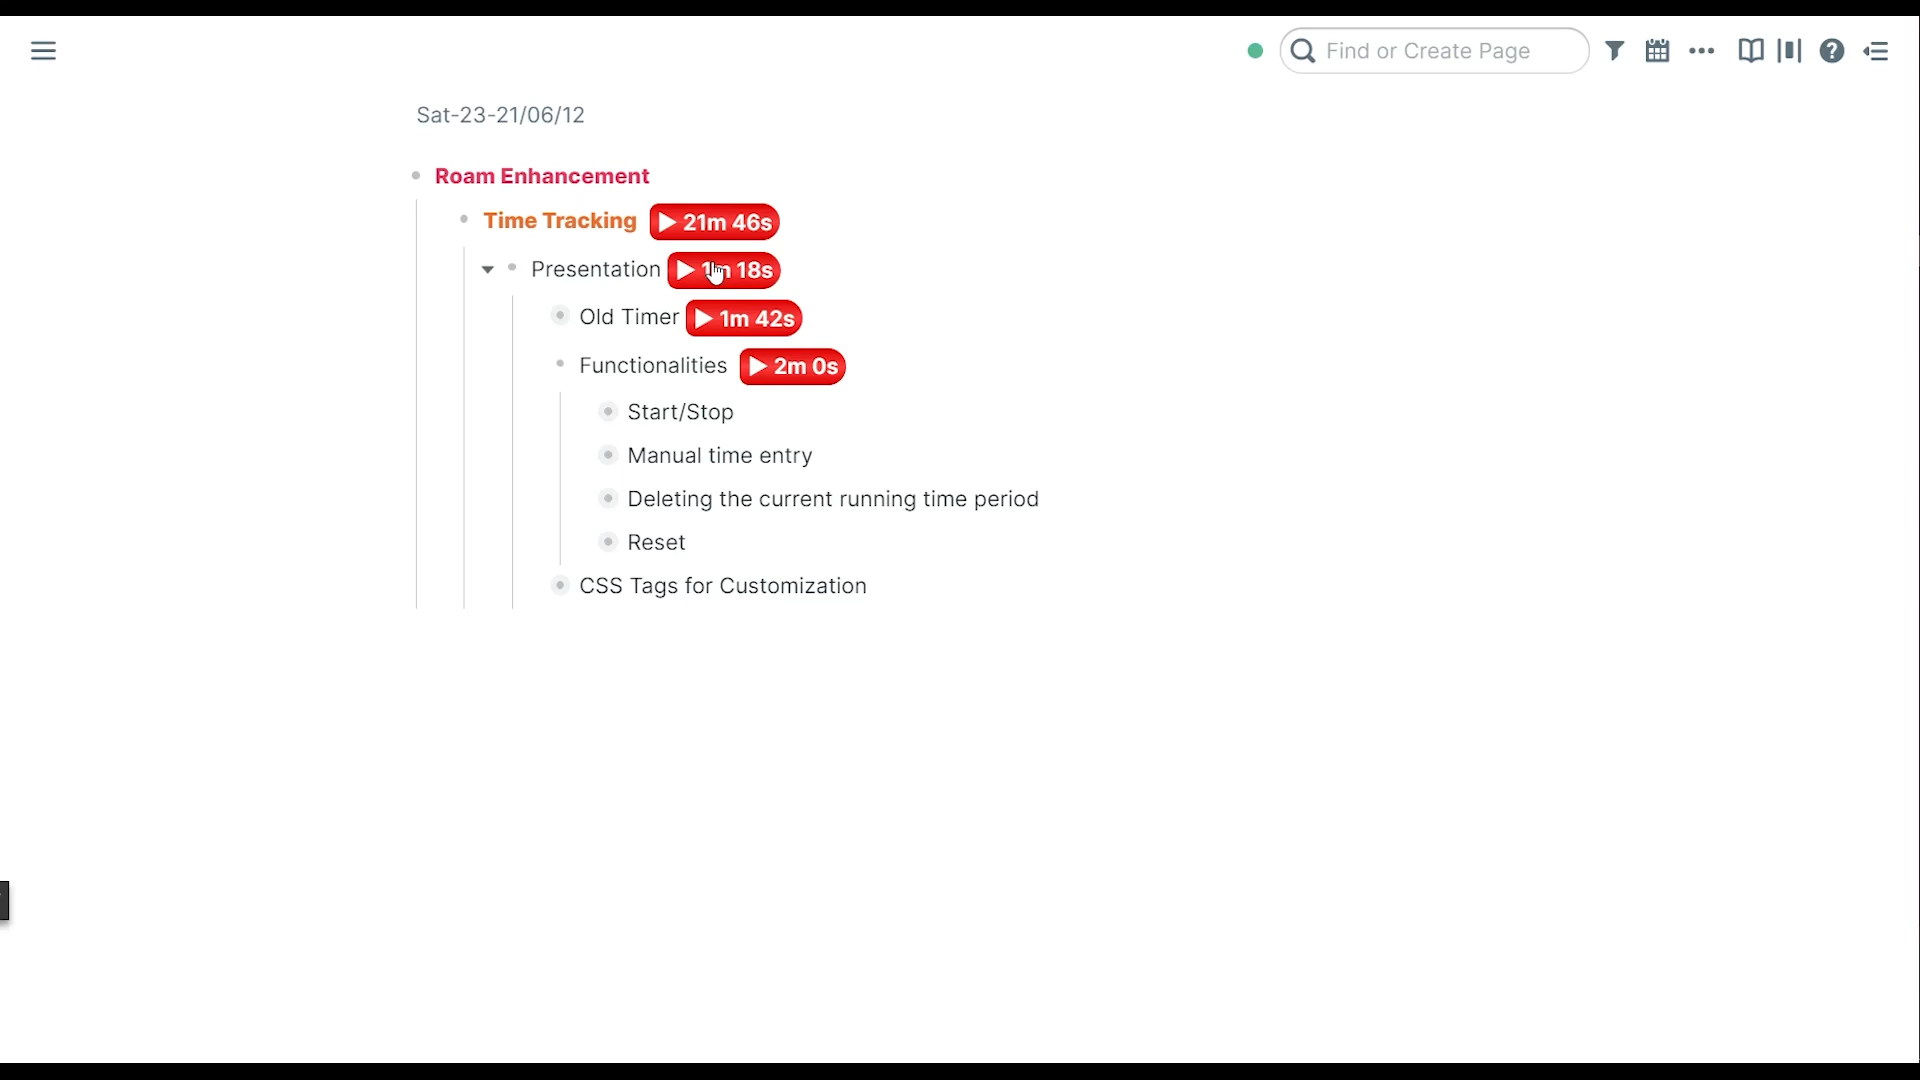 Find or Create Page
Sat-23-21/06/12
Roam Enhancement
Time Tracking 21m 46s
Presentation 18s
Old Timer 1m 42s
Functionalities 2m 0s
Start/Stop
Manual time entry
Deleting the current running time period
Reset
CSS Tags for Customization